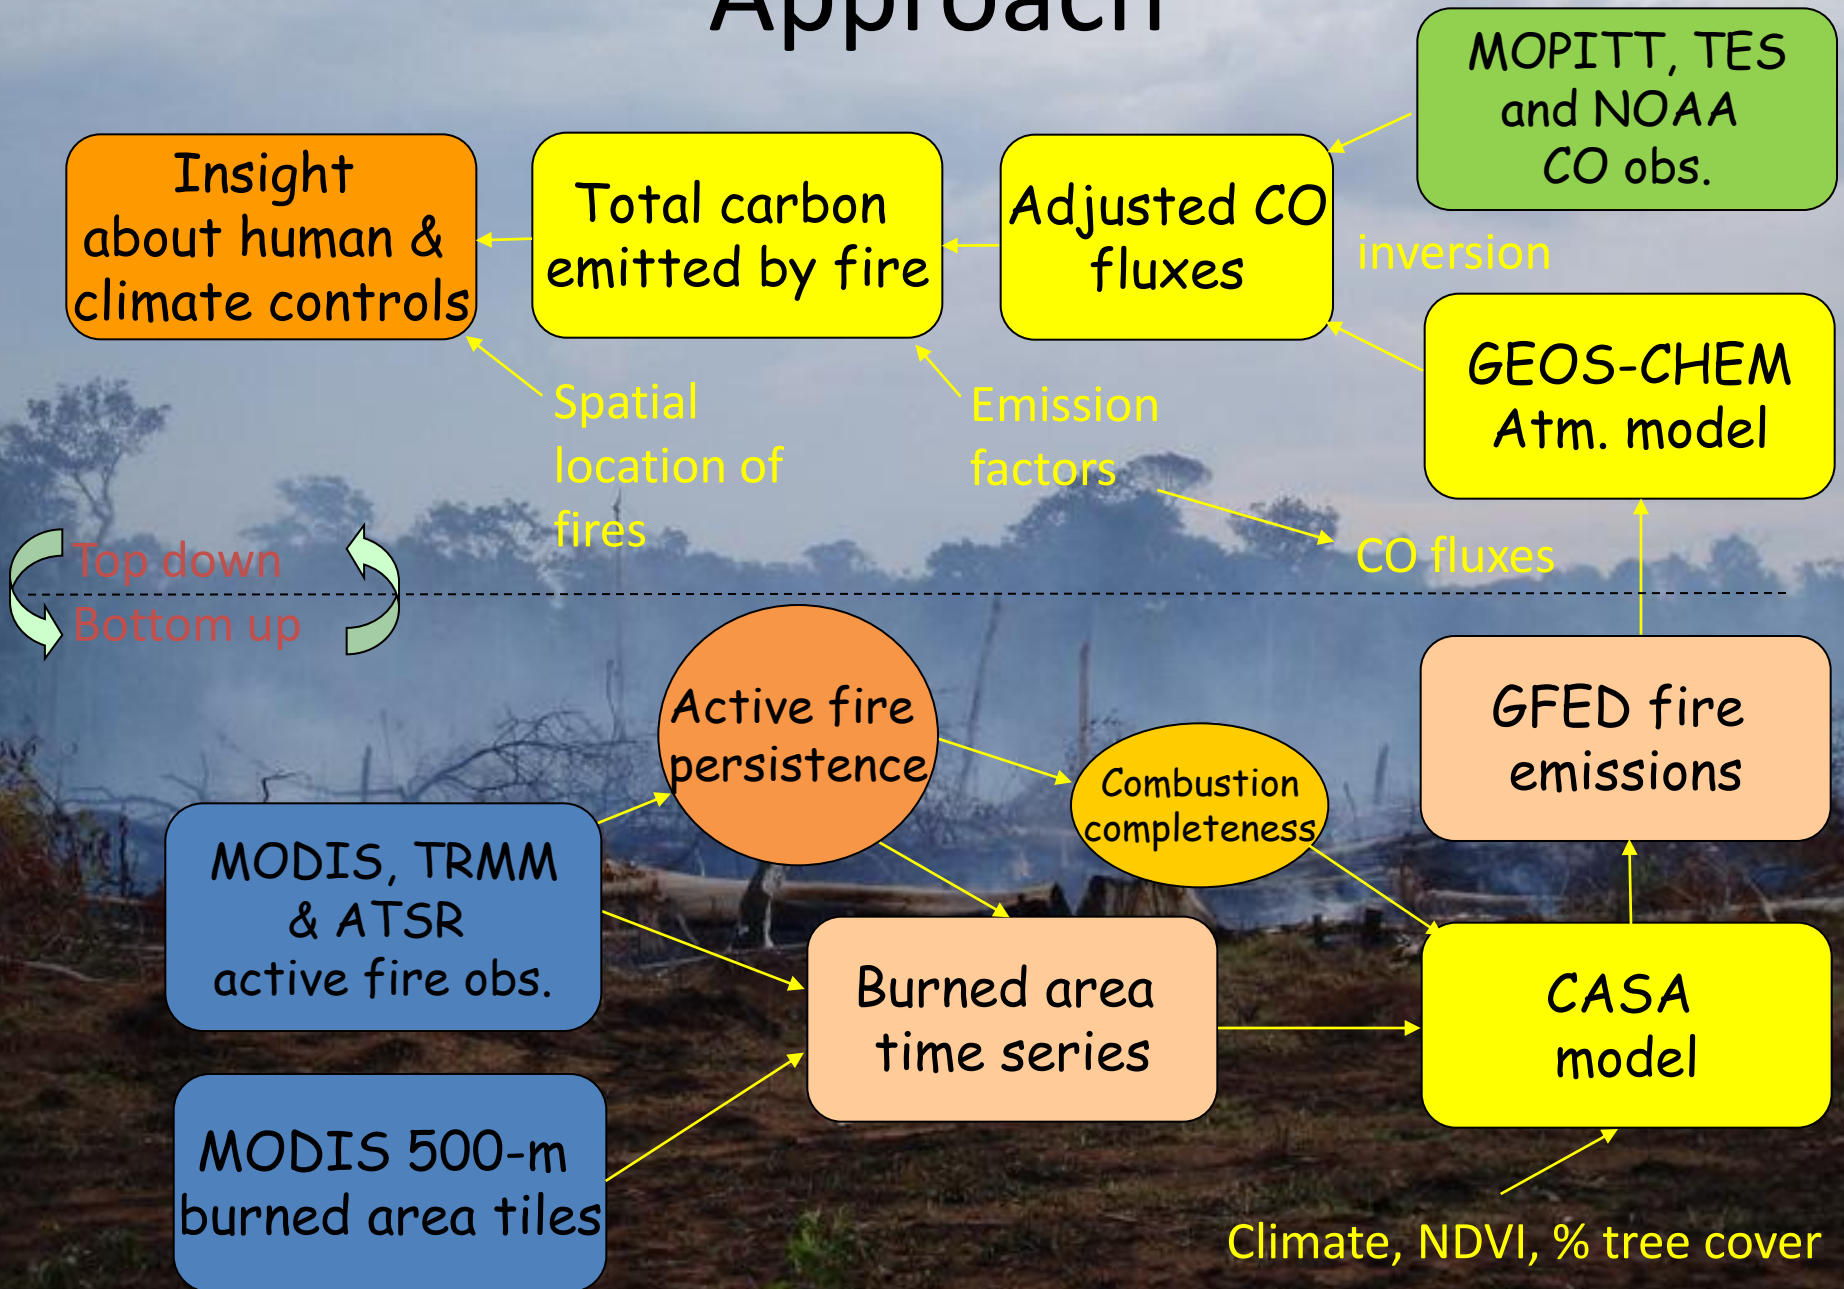 Approach
MOPITT, TES
and NOAA
CO obs.
Insight
about human &
climate controls
Total carbon
emitted by fire
Adjusted CO
fluxes
inversion
GEOS-CHEM
Atm. model
Spatial
location of
fires
Emission
factors
CO fluxes
Top down
Bottom up
Active fire
persistence
Combustion
completeness
GFED fire
emissions
MODIS, TRMM
& ATSR
active fire obs.
Burned area
time series
CASA
model
MODIS 500-m
burned area tiles
Climate, NDVI, % tree cover